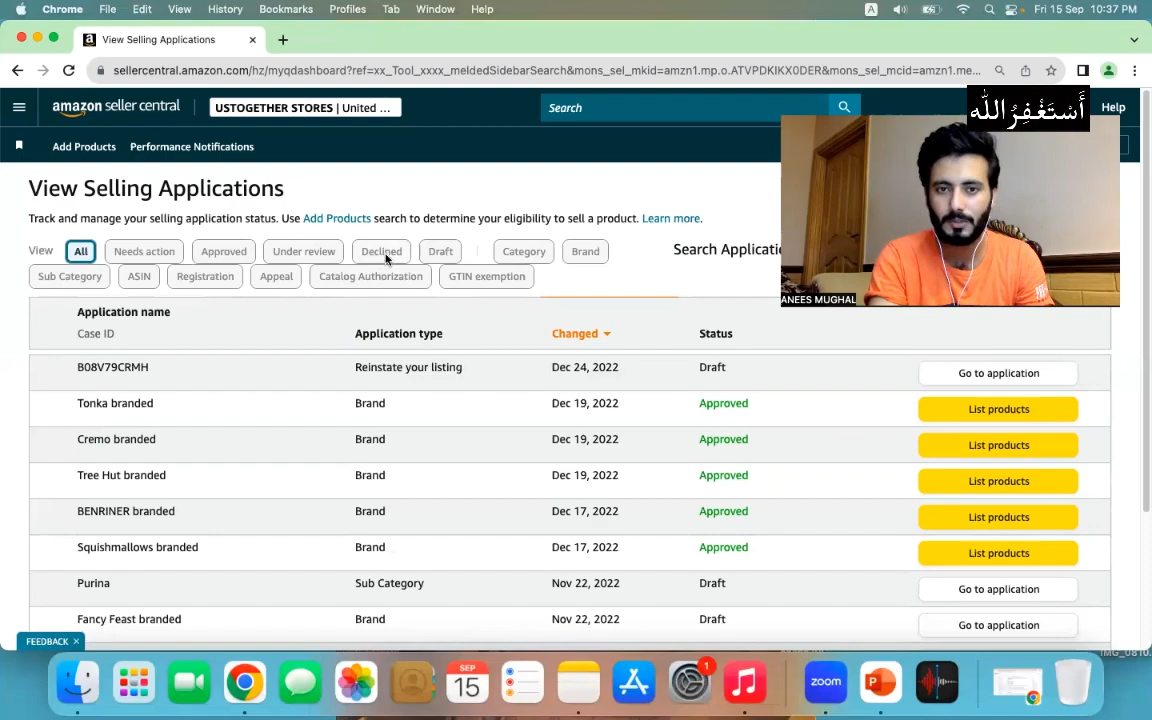 Chrome File Edit View History Bookmarks Profiles Tab Window Help A Fri 15 Sep 10:37 PM
View Selling Applications
sellercentral.amazon.com/hz/myqdashboard?ref=xx_Tool_xxxx_meldedSidebarSearch&mons_sel_mkid=amzn1.mp.o.ATVPDKIKX0DER&mons_sel_mcid=amzn1.me...
amazon seller central USTOGETHER STORES | United ... Search Help
أَسْتَغْفِرُ اللّٰه
Add Products Performance Notifications
View Selling Applications
Track and manage your selling application status. Use Add Products search to determine your eligibility to sell a product. Learn more.
View All Needs action Approved Under review Declined Draft Category Brand Search Applicatio
Sub Category ASIN Registration Appeal Catalog Authorization GTIN exemption
ANEES MUGHAL
Application name
Case ID Application type Changed Status
B08V79CRMH Reinstate your listing Dec 24, 2022 Draft Go to application
Tonka branded Brand Dec 19, 2022 Approved List products
Cremo branded Brand Dec 19, 2022 Approved List products
Tree Hut branded Brand Dec 19, 2022 Approved List products
BENRINER branded Brand Dec 17, 2022 Approved List products
Squishmallows branded Brand Dec 17, 2022 Approved List products
Purina Sub Category Nov 22, 2022 Draft Go to application
Fancy Feast branded Brand Nov 22, 2022 Draft Go to application
FEEDBACK
SEP
15
1
zoom